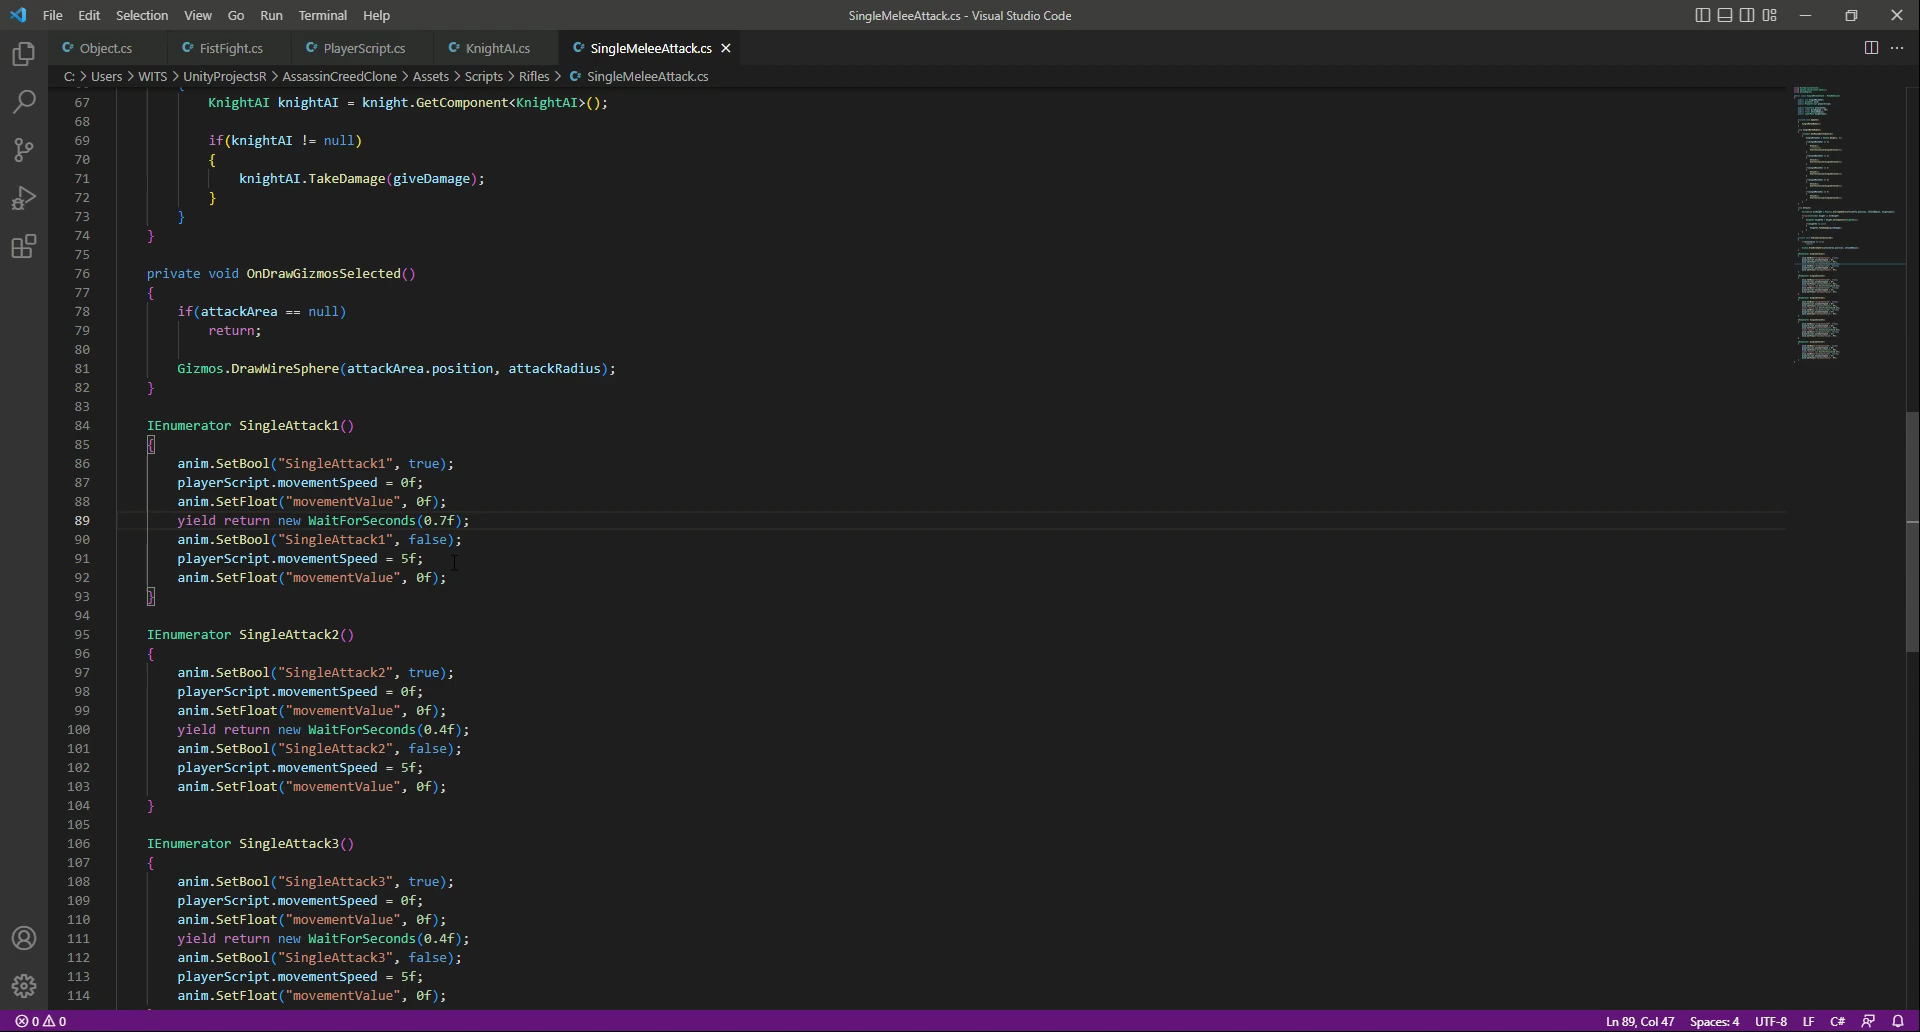 File Edit Selection View Go Run Terminal Help
SingleMeleeAttack.cs - Visual Studio Code
Object.cs FistFight.cs PlayerScript.cs KnightAI.cs SingleMeleeAttack.cs
C: > Users > WITS > UnityProjectsR > AssassinCreedClone > Assets > Scripts > Rifles > SingleMeleeAttack.cs
67 KnightAI knightAI = knight.GetComponent<KnightAI>();
68
69 if(knightAI != null)
70 {
71 knightAI.TakeDamage(giveDamage);
72 }
73 }
74 }
75
76 private void OnDrawGizmosSelected()
77 {
78 if(attackArea == null)
79 return;
80
81 Gizmos.DrawWireSphere(attackArea.position, attackRadius);
82 }
83
84 IEnumerator SingleAttack1()
85 {
86 anim.SetBool("SingleAttack1", true);
87 playerScript.movementSpeed = 0f;
88 anim.SetFloat("movementValue", 0f);
89 yield return new WaitForSeconds(0.7f);
90 anim.SetBool("SingleAttack1", false);
91 playerScript.movementSpeed = 5f;
92 anim.SetFloat("movementValue", 0f);
93 }
94
95 IEnumerator SingleAttack2()
96 {
97 anim.SetBool("SingleAttack2", true);
98 playerScript.movementSpeed = 0f;
99 anim.SetFloat("movementValue", 0f);
100 yield return new WaitForSeconds(0.4f);
101 anim.SetBool("SingleAttack2", false);
102 playerScript.movementSpeed = 5f;
103 anim.SetFloat("movementValue", 0f);
104 }
105
106 IEnumerator SingleAttack3()
107 {
108 anim.SetBool("SingleAttack3", true);
109 playerScript.movementSpeed = 0f;
110 anim.SetFloat("movementValue", 0f);
111 yield return new WaitForSeconds(0.4f);
112 anim.SetBool("SingleAttack3", false);
113 playerScript.movementSpeed = 5f;
114 anim.SetFloat("movementValue", 0f);
0 0 Ln 89, Col 47 Spaces: 4 UTF-8 LF C#